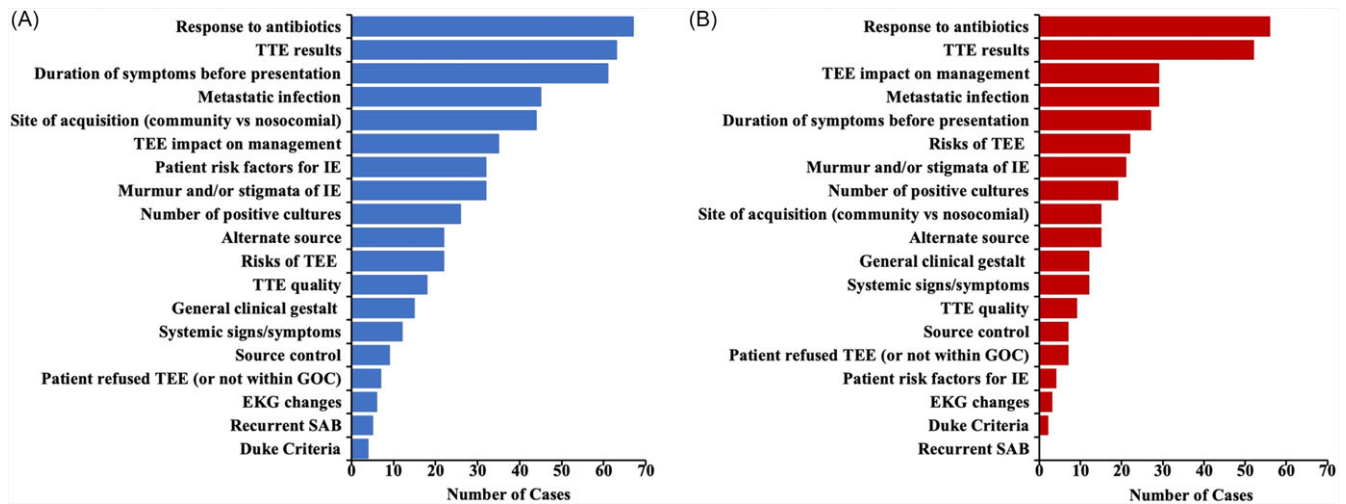 (A)
Response to antibiotics
TTE results
Duration of symptoms before presentation
Metastatic infection
Site of acquisition (community vs nosocomial)
TEE impact on management
Patient risk factors for IE
Murmur and/or stigmata of IE
Number of positive cultures
Alternate source
Risks of TEE
TTE quality
General clinical gestalt
Systemic signs/symptoms
Source control
Patient refused TEE (or not within GOC)
EKG changes
Recurrent SAB
Duke Criteria
0 10 20 30 40 50 60 70
Number of Cases
(B)
Response to antibiotics
TTE results
TEE impact on management
Metastatic infection
Duration of symptoms before presentation
Risks of TEE
Murmur and/or stigmata of IE
Number of positive cultures
Site of acquisition (community vs nosocomial)
Alternate source
General clinical gestalt
Systemic signs/symptoms
TTE quality
Source control
Patient refused TEE (or not within GOC)
Patient risk factors for IE
EKG changes
Duke Criteria
Recurrent SAB
0 10 20 30 40 50 60 70
Number of Cases